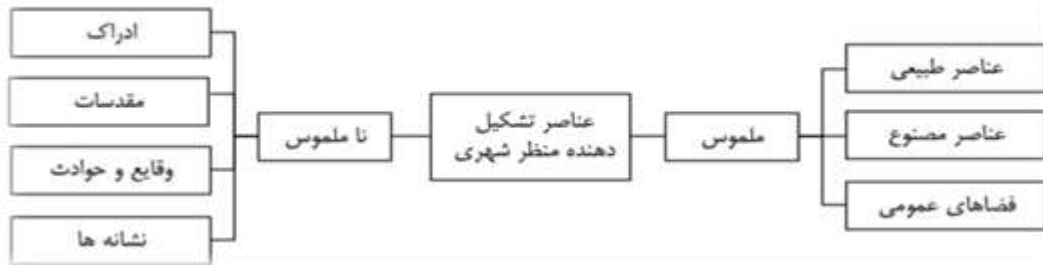 عناصر تشکیل
دهنده منظر شهری
ملموس
عناصر طبیعی
عناصر مصنوع
فضاهای عمومی
نا ملموس
ادراک
مقدسات
وقایع و حوادث
نشانه ها